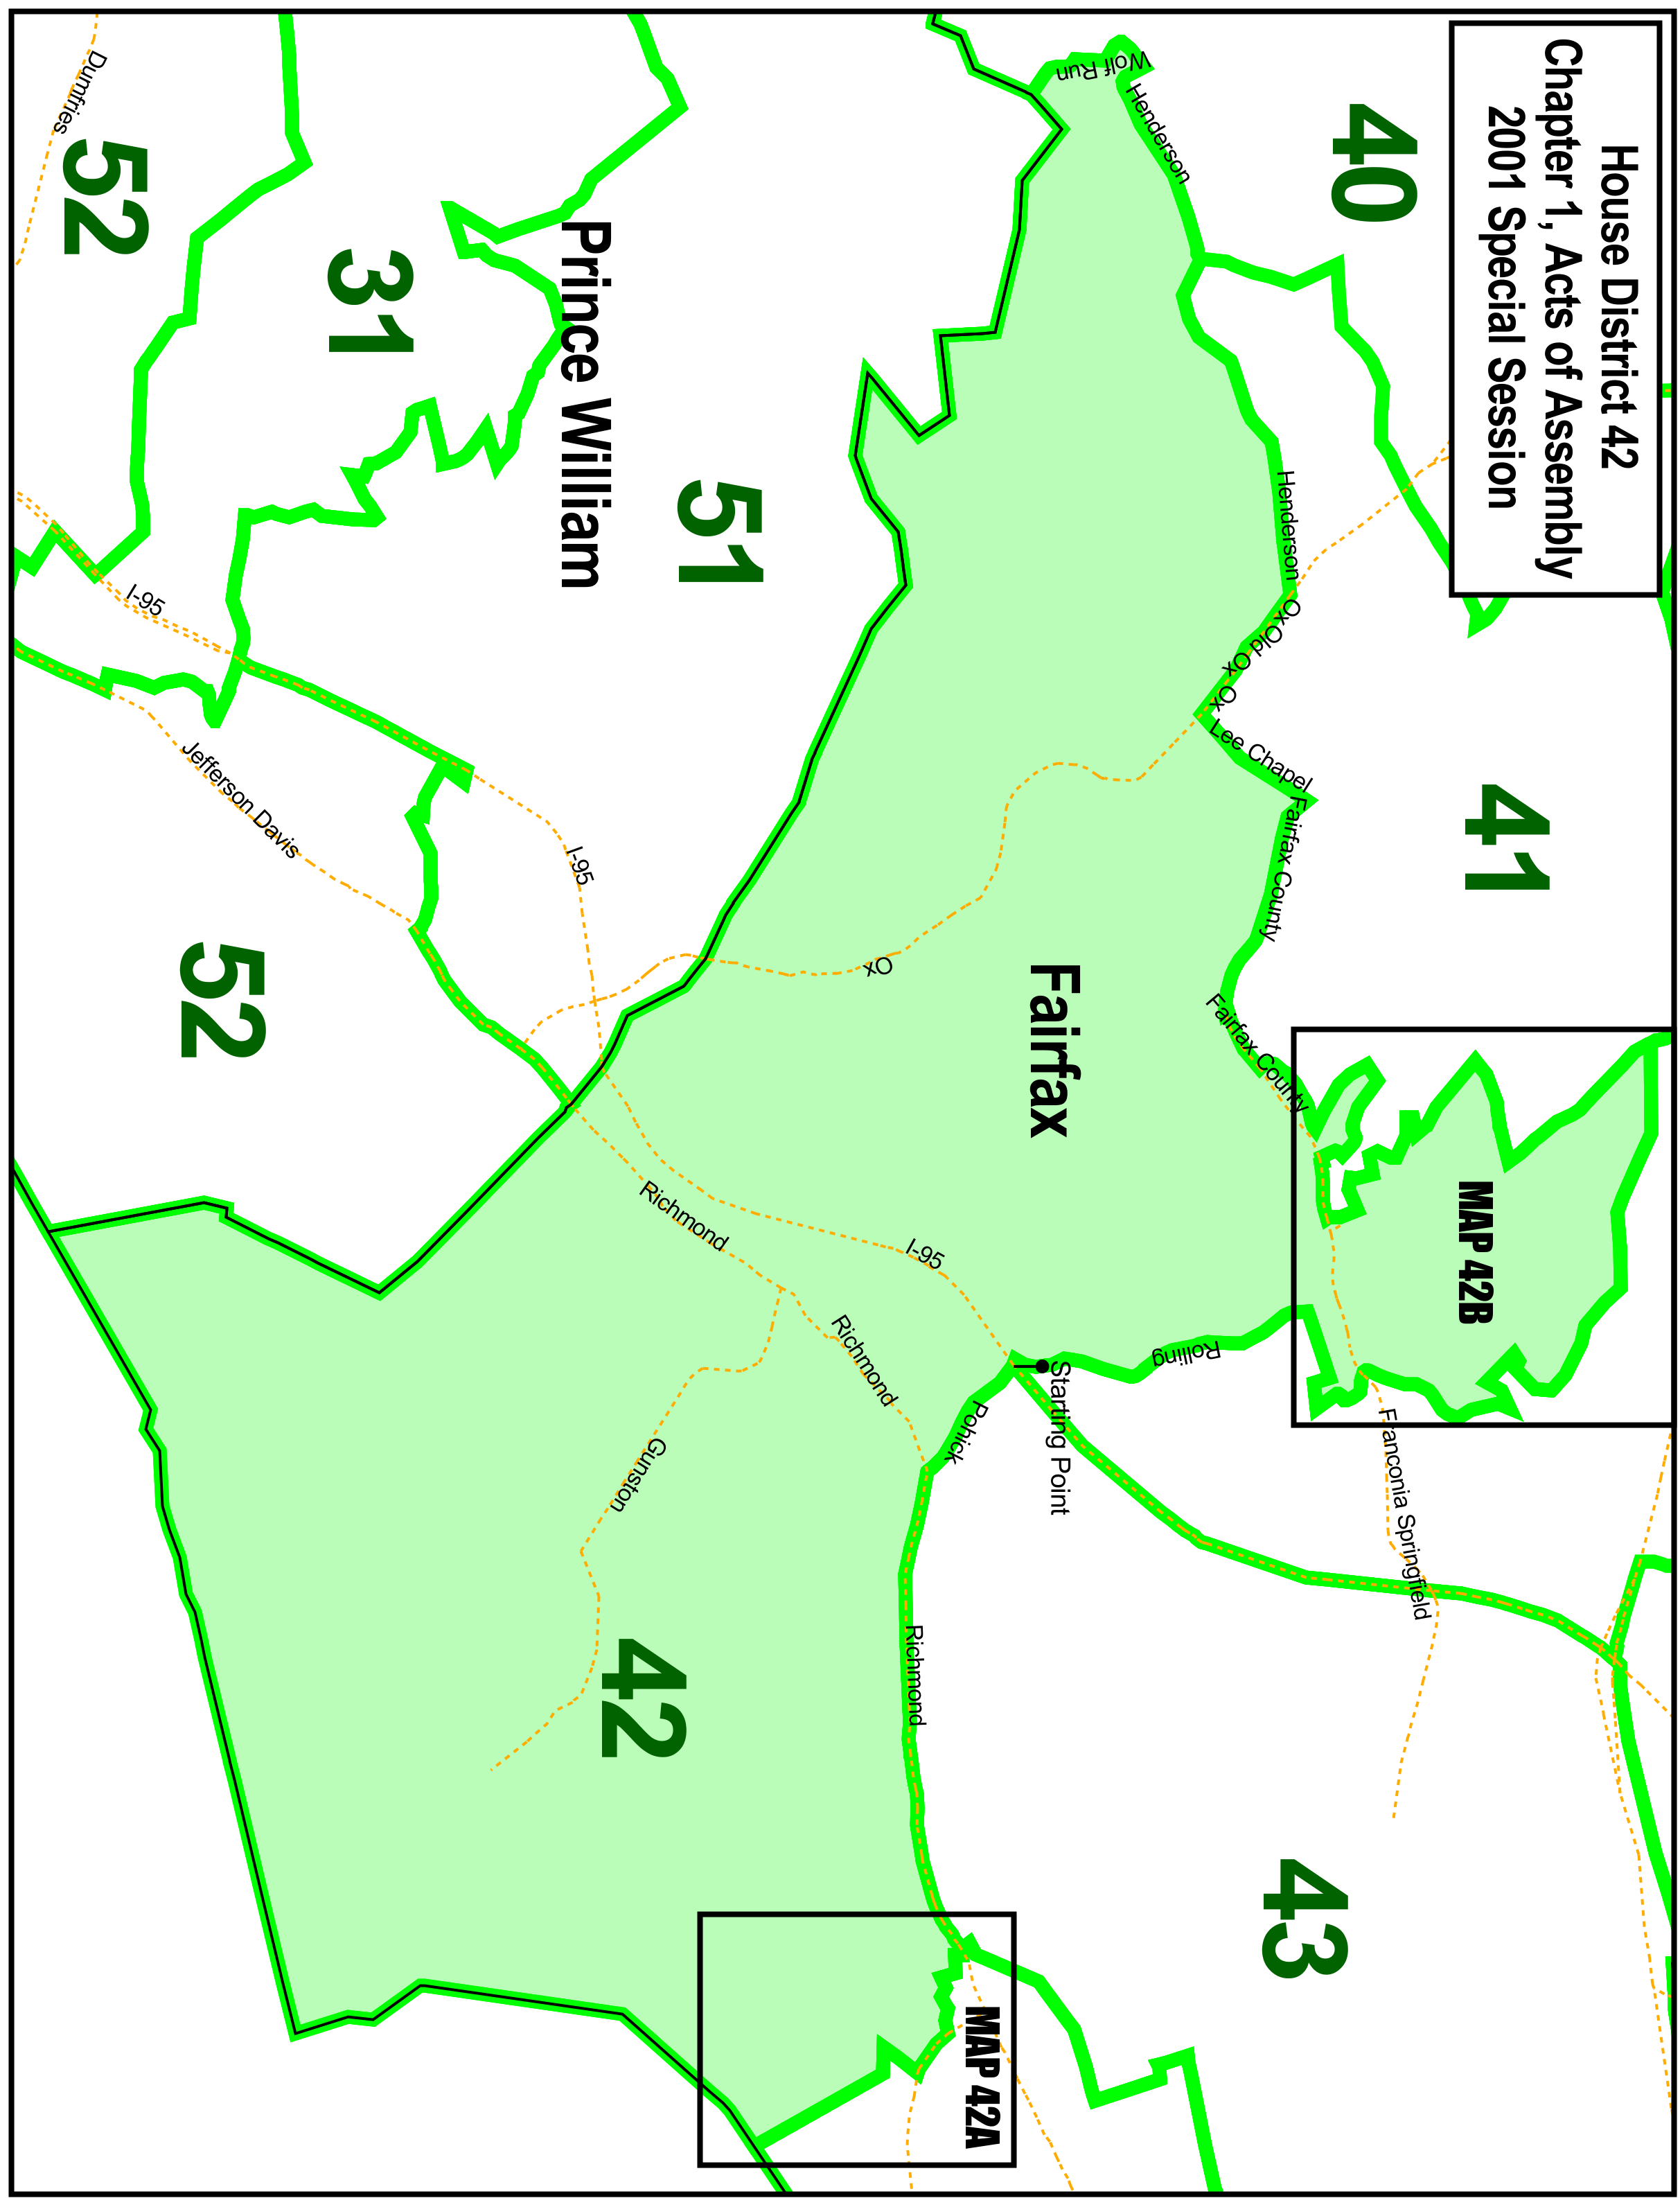 House District 42
Chapter 1, Acts of Assembly
2001 Special Session
40
41
43
MAP 42B
Franconia Springfield
Wolf Run
Henderson
Henderson
Ox
Old Ox
Ox
Lee Chapel
Fairfax County
Fairfax County
Rolling
Starting Point
Fairfax
Pohick
Richmond
MAP 42A
51
Ox
I-95
Richmond
Richmond
Gunston
42
Prince William
I-95
31
52
Dumfries
I-95
Jefferson Davis
52